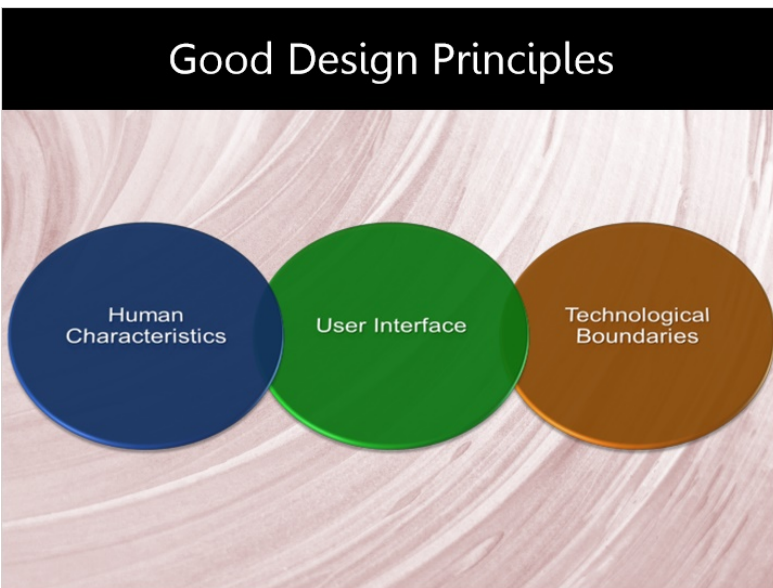 Good Design Principles
Human
Characteristics
User Interface
Technological
Boundaries